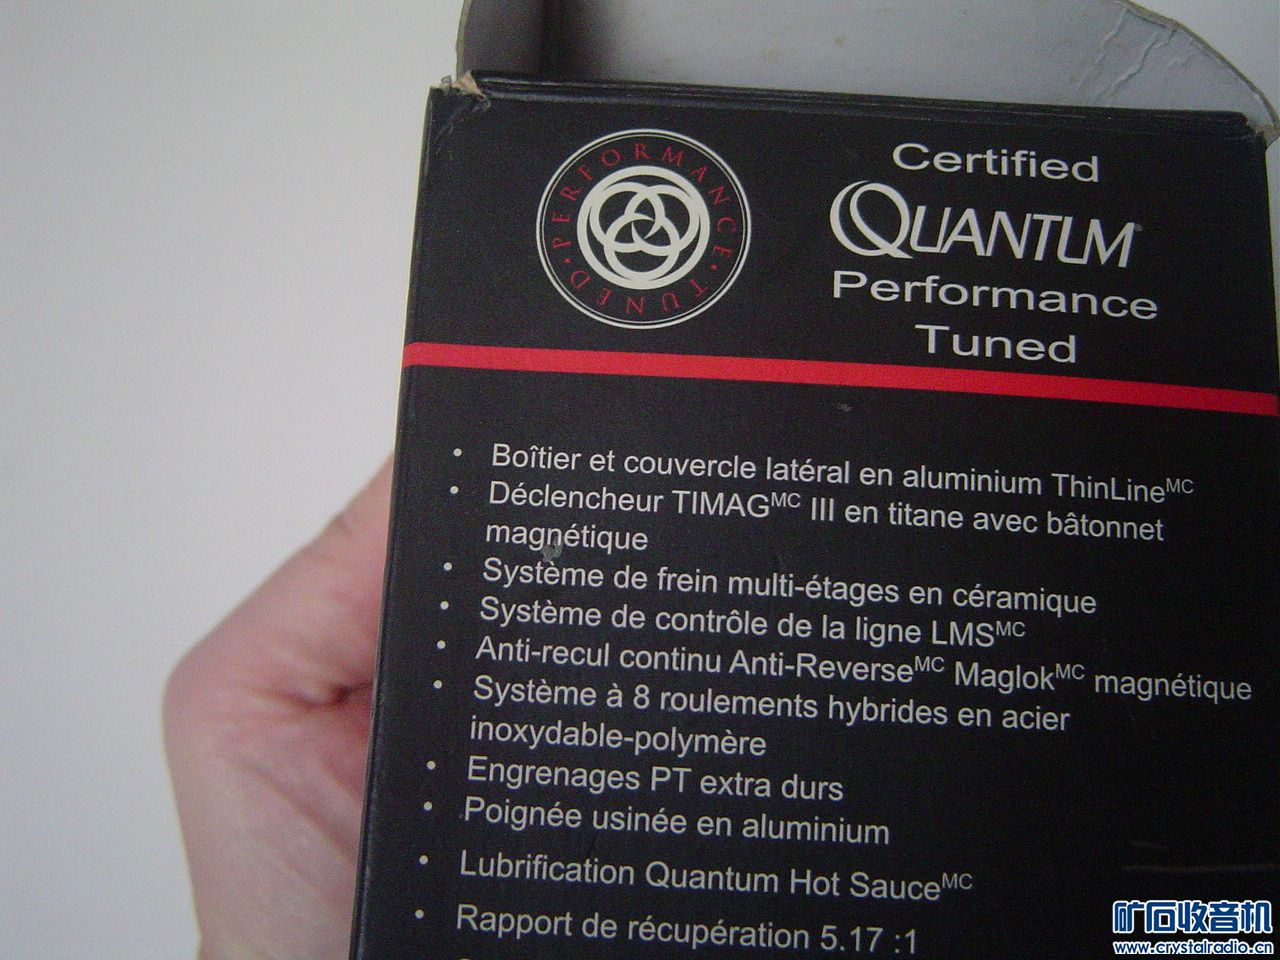 PERFORMANCE · TUNED ·
Certified
QUANTUM®
Performance
Tuned
• Boîtier et couvercle latéral en aluminium ThinLineMC
• Déclencheur TIMAGMC III en titane avec bâtonnet
magnétique
• Système de frein multi-étages en céramique
• Système de contrôle de la ligne LMSMC
• Anti-recul continu Anti-ReverseMC MaglokMC magnétique
• Système à 8 roulements hybrides en acier
inoxydable-polymère
• Engrenages PT extra durs
• Poignée usinée en aluminium
• Lubrification Quantum Hot SauceMC
• Rapport de récupération 5.17 :1
矿石收音机
www.crystalradio.cn